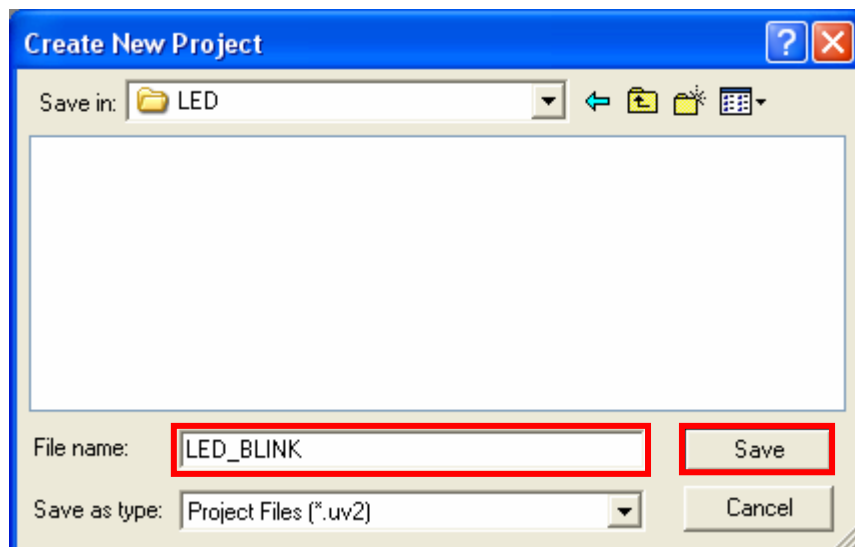 Create New Project
Save in: LED
File name: LED_BLINK Save
Save as type: Project Files (*.uv2) Cancel